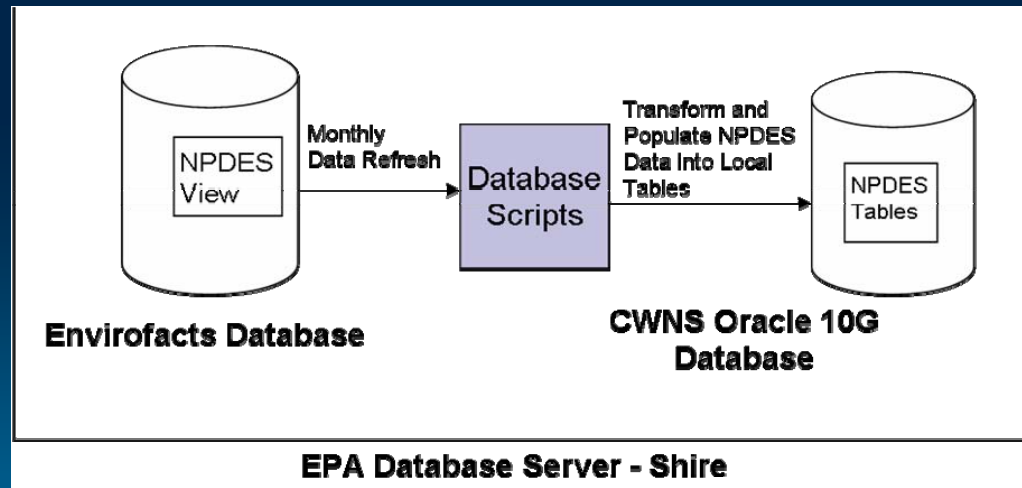 NPDES
View
Monthly
Data Refresh
Database
Scripts
Transform and
Populate NPDES
Data Into Local
Tables
NPDES
Tables
Envirofacts Database
CWNS Oracle 10G
Database
EPA Database Server - Shire